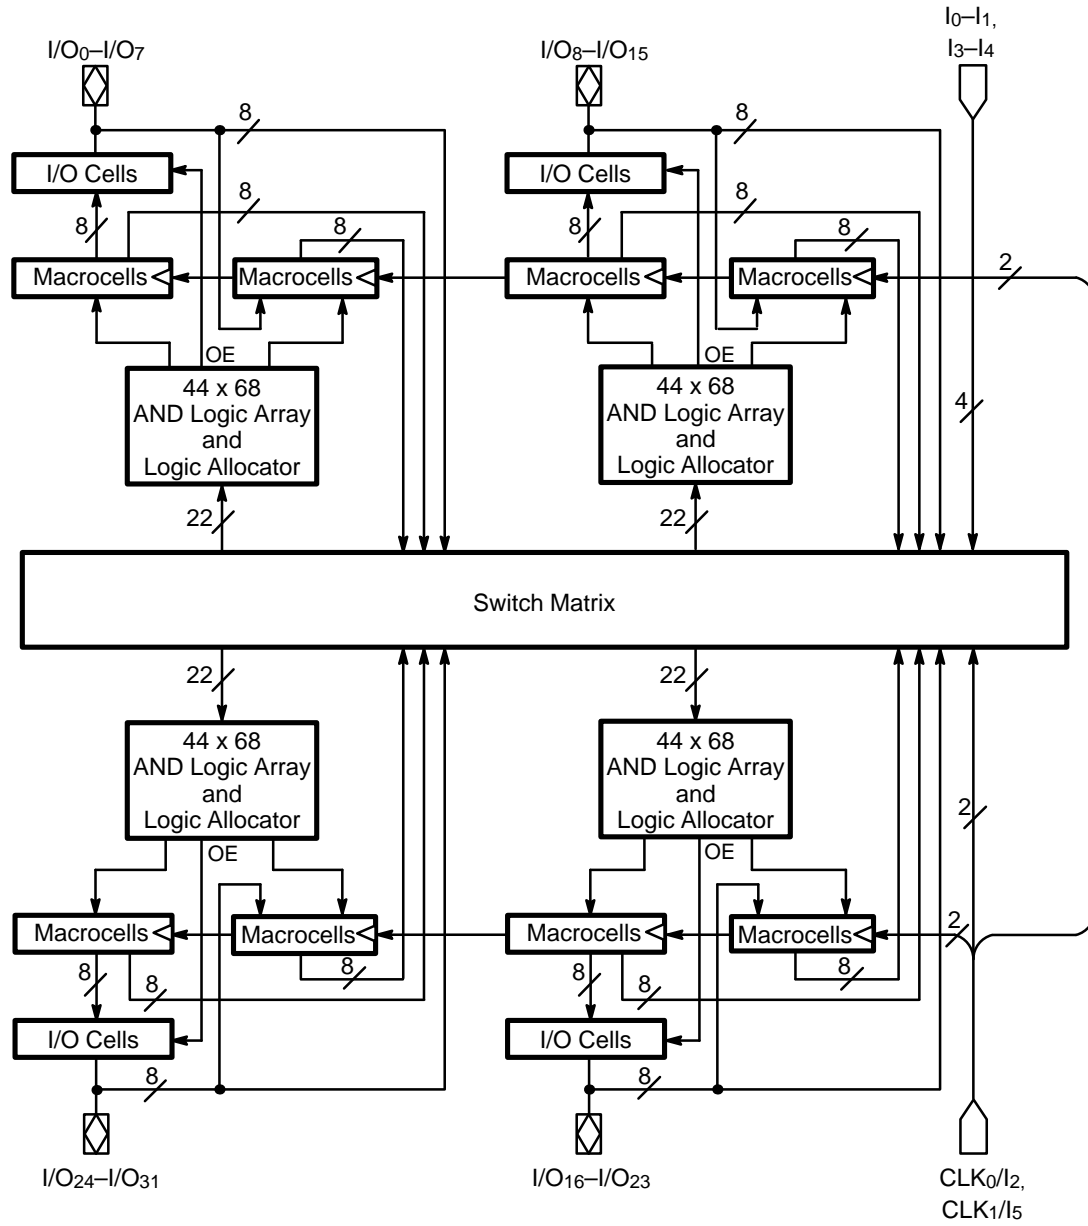 I/O0–I/O7
I/O8–I/O15
I0–I1,
I3–I4
8
8
I/O Cells
I/O Cells
8
8
8
8
8
8
Macrocells
Macrocells
Macrocells
Macrocells
2
OE
OE
44 x 68
AND Logic Array
and
Logic Allocator
44 x 68
AND Logic Array
and
Logic Allocator
4
22
22
Switch Matrix
22
22
44 x 68
AND Logic Array
and
Logic Allocator
44 x 68
AND Logic Array
and
Logic Allocator
2
OE
OE
Macrocells
Macrocells
Macrocells
Macrocells
2
8
8
8
8
8
8
I/O Cells
I/O Cells
8
8
I/O24–I/O31
I/O16–I/O23
CLK0/I2,
CLK1/I5